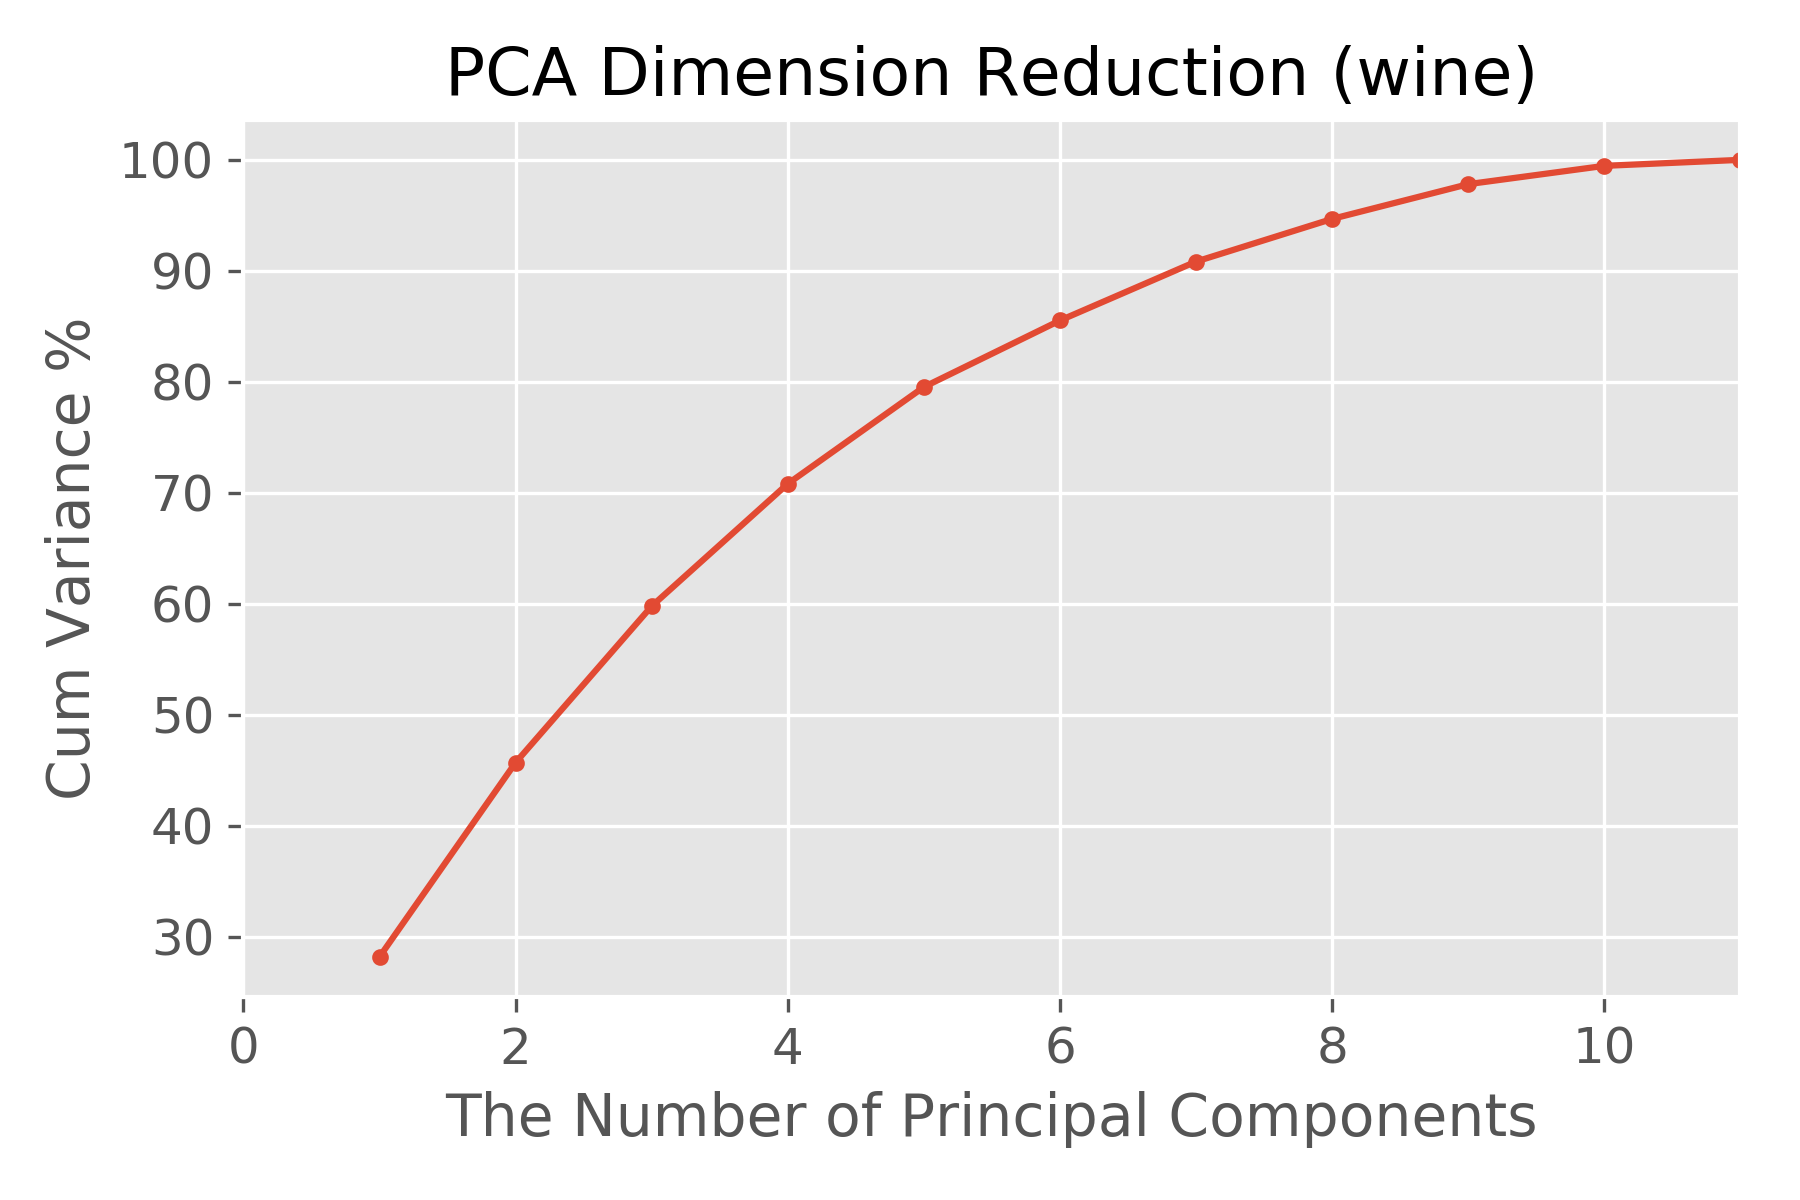 PCA Dimension Reduction (wine)
100
90
80
70
60
50
40
30
Cum Variance %
0 2 4 6 8 10
The Number of Principal Components